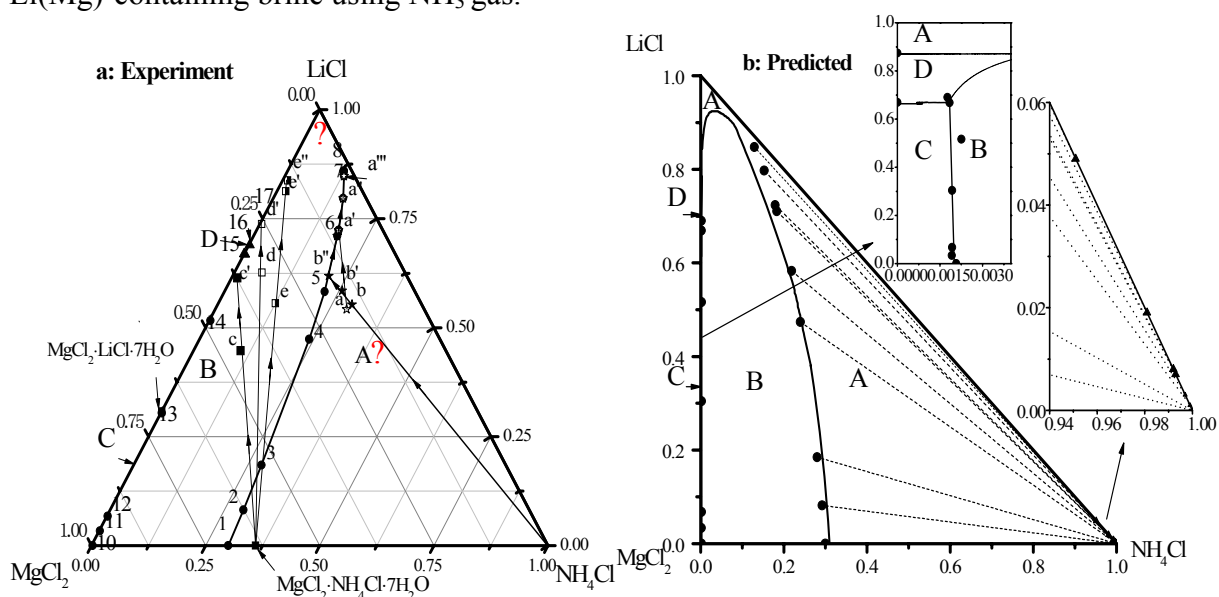 Li(Mg)-containing brine using NH3 gas.
a: Experiment
LiCl
0.00
1.00
?
8
7
a'''
a''
e''
e'
17
0.25
d'
16
0.75
D
15
6
a'
c'
d
b''
5
b'
b
a
e
0.50
14
4
0.50
c
A?
MgCl2·LiCl·7H2O
B
13
0.75
C
3
0.25
12
2
11
1
1.00
10
0.00
MgCl2
0.25
0.50
0.75
1.00
NH4Cl
MgCl2·NH4Cl·7H2O
LiCl
b: Predicted
1.0
A
0.8
D
0.6
0.4
C
B
A
0.2
0.0
MgCl2
0.0
0.2
0.4
0.6
0.8
1.0
NH4Cl
1.0
A
0.8
D
0.6
0.4
C
B
0.2
0.0
0.0000
0.0015
0.0030
0.06
0.04
0.02
0.00
0.94
0.96
0.98
1.00